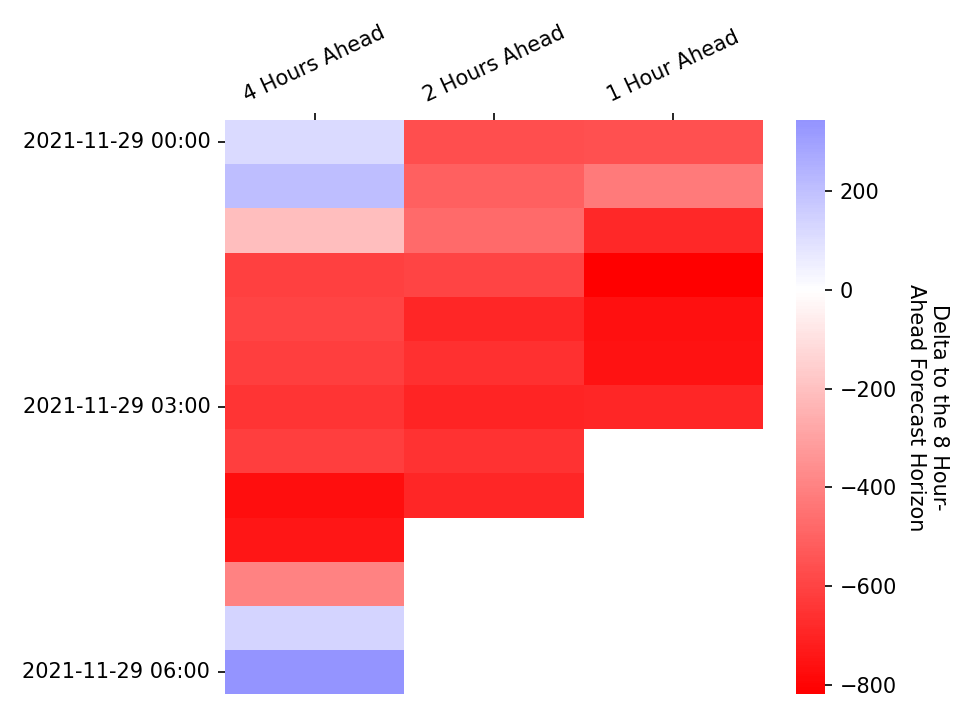 4 Hours Ahead
2 Hours Ahead
1 Hour Ahead
2021-11-29 00:00
2021-11-29 03:00
2021-11-29 06:00
200
0
−200
−400
−600
−800
Delta to the 8 Hour-
Ahead Forecast Horizon